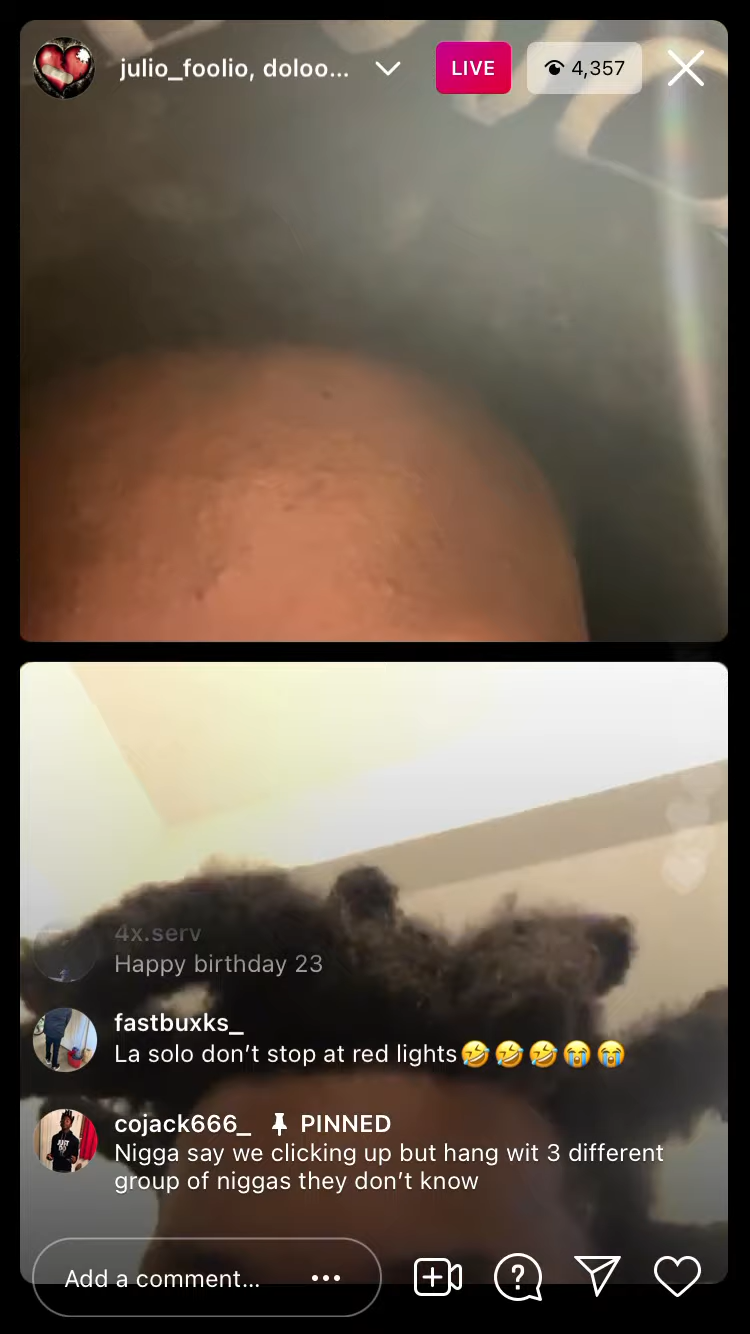 julio_foolio, doloo...
LIVE
4,357
4x.serv
Happy birthday 23
fastbuxks_
La solo don’t stop at red lights🤣🤣🤣😭😭
cojack666_ PINNED
Nigga say we clicking up but hang wit 3 different
group of niggas they don’t know
Add a comment...